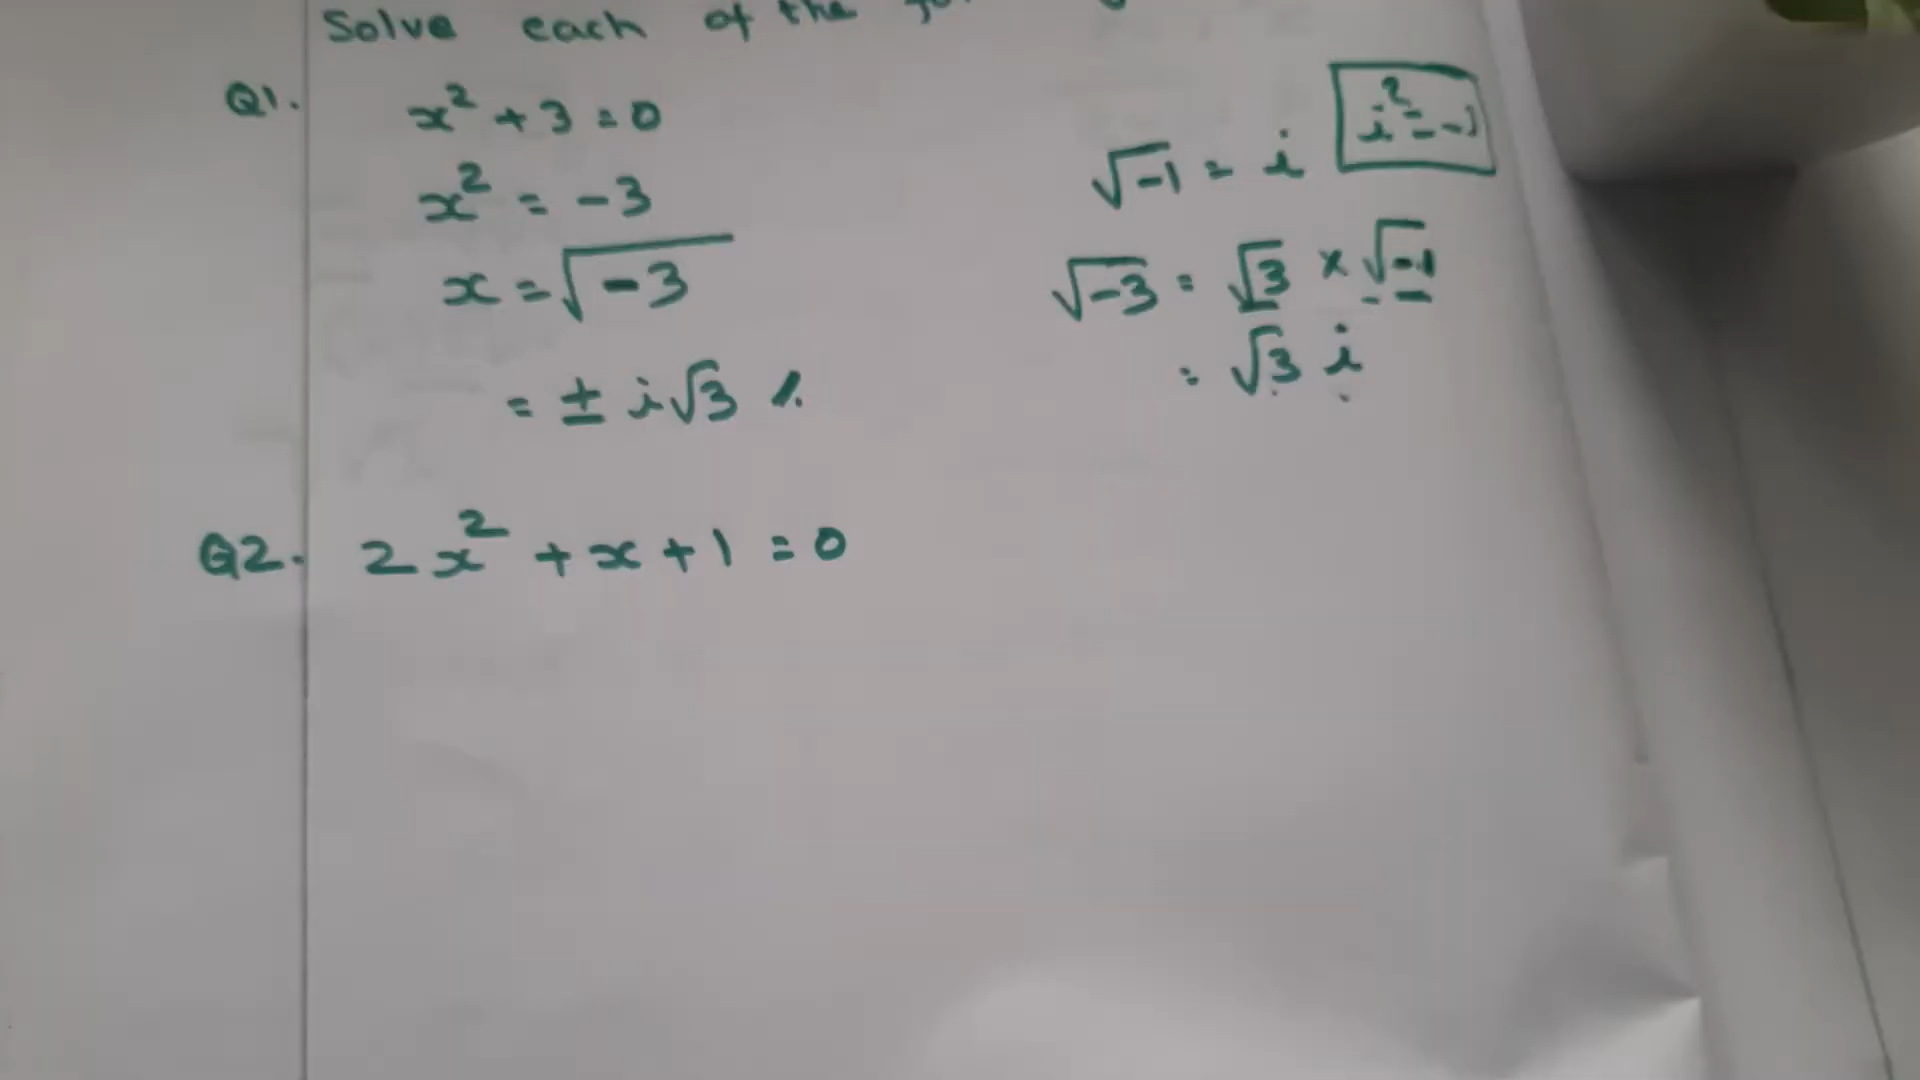 Solve each of the
Q1. x² + 3 = 0
x² = -3
x = √-3
= ± i√3
√-1 = i
i² = -1
√-3 = √3 × √-1
= √3 i
Q2. 2x² + x + 1 = 0